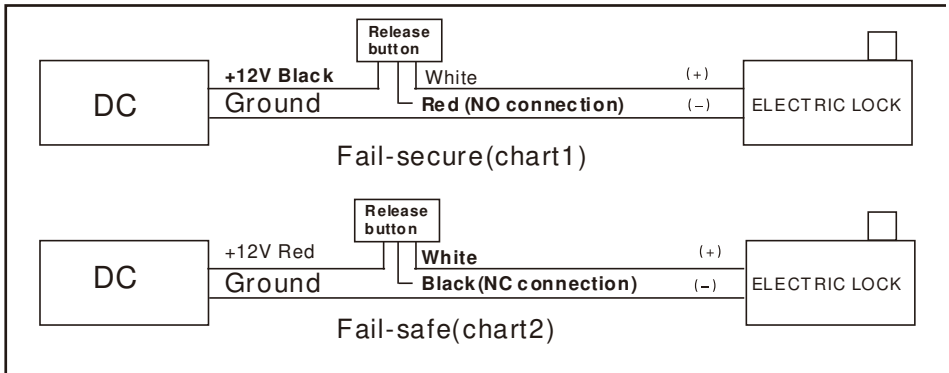 Release
button
+12V Black
White
(+)
DC
Ground
Red (NO connection)
(-)
ELECTRIC LOCK
Fail-secure(chart1)
Release
button
+12V Red
White
(+)
DC
Ground
Black(NC connection)
(-)
ELECTRIC LOCK
Fail-safe(chart2)